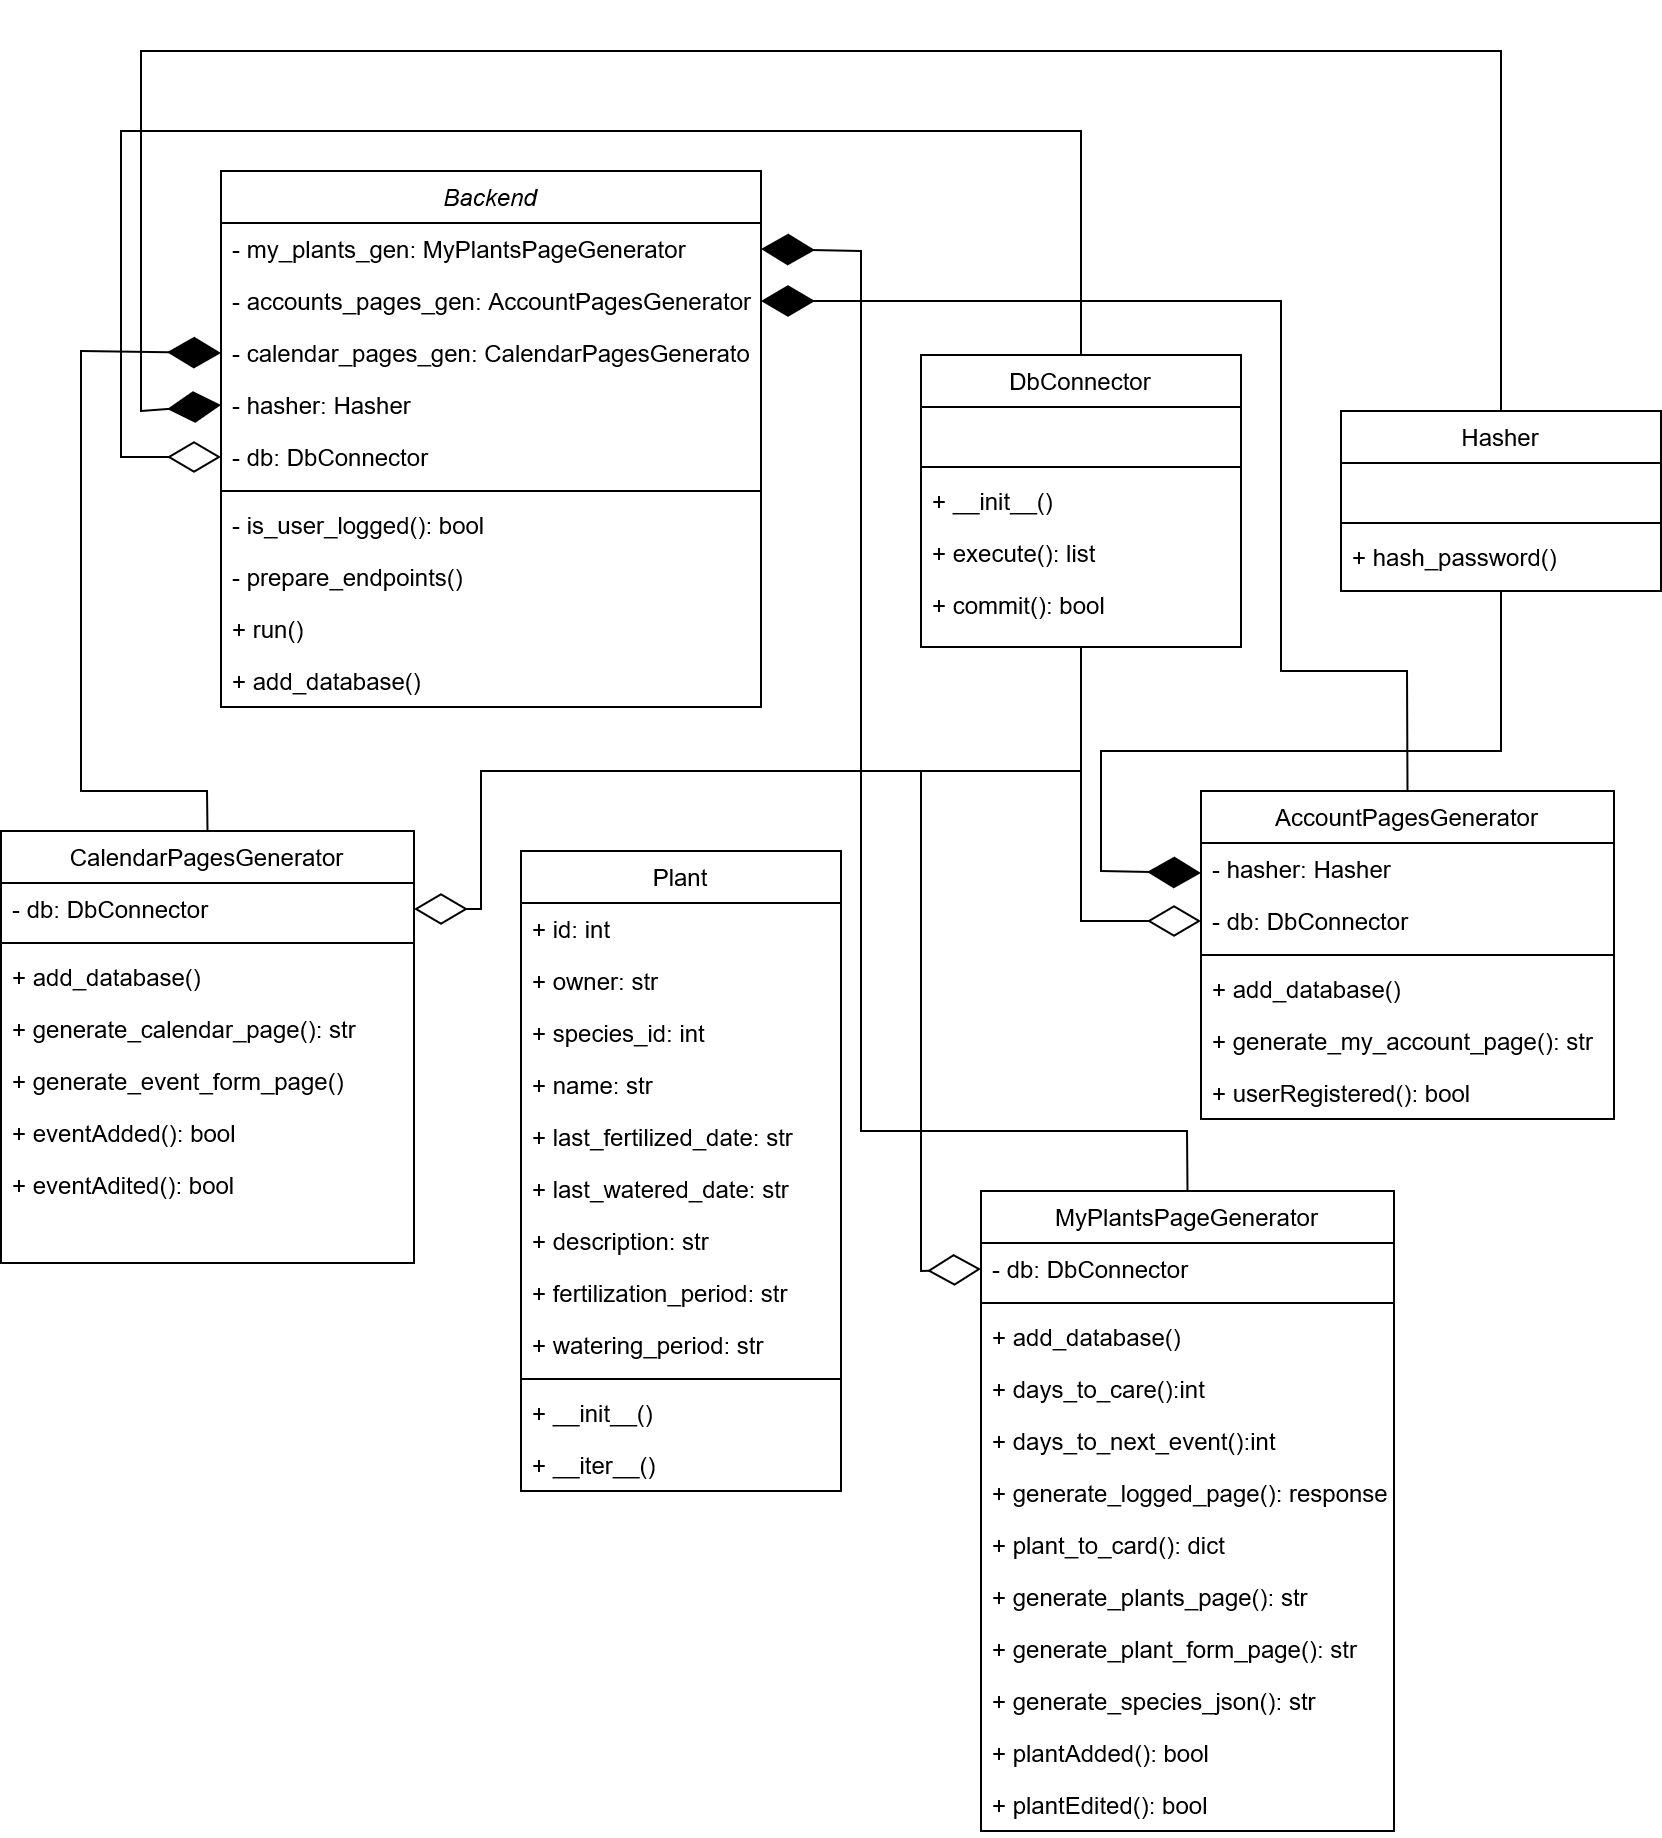 Backend
- my_plants_gen: MyPlantsPageGenerator
- accounts_pages_gen: AccountPagesGenerator
- calendar_pages_gen: CalendarPagesGenerato
- hasher: Hasher
- db: DbConnector
- is_user_logged(): bool
- prepare_endpoints()
+ run()
+ add_database()
DbConnector
+ __init__()
+ execute(): list
+ commit(): bool
Hasher
+ hash_password()
CalendarPagesGenerator
- db: DbConnector
+ add_database()
+ generate_calendar_page(): str
+ generate_event_form_page()
+ eventAdded(): bool
+ eventAdited(): bool
Plant
+ id: int
+ owner: str
+ species_id: int
+ name: str
+ last_fertilized_date: str
+ last_watered_date: str
+ description: str
+ fertilization_period: str
+ watering_period: str
+ __init__()
+ __iter__()
AccountPagesGenerator
- hasher: Hasher
- db: DbConnector
+ add_database()
+ generate_my_account_page(): str
+ userRegistered(): bool
MyPlantsPageGenerator
- db: DbConnector
+ add_database()
+ days_to_care():int
+ days_to_next_event():int
+ generate_logged_page(): response
+ plant_to_card(): dict
+ generate_plants_page(): str
+ generate_plant_form_page(): str
+ generate_species_json(): str
+ plantAdded(): bool
+ plantEdited(): bool